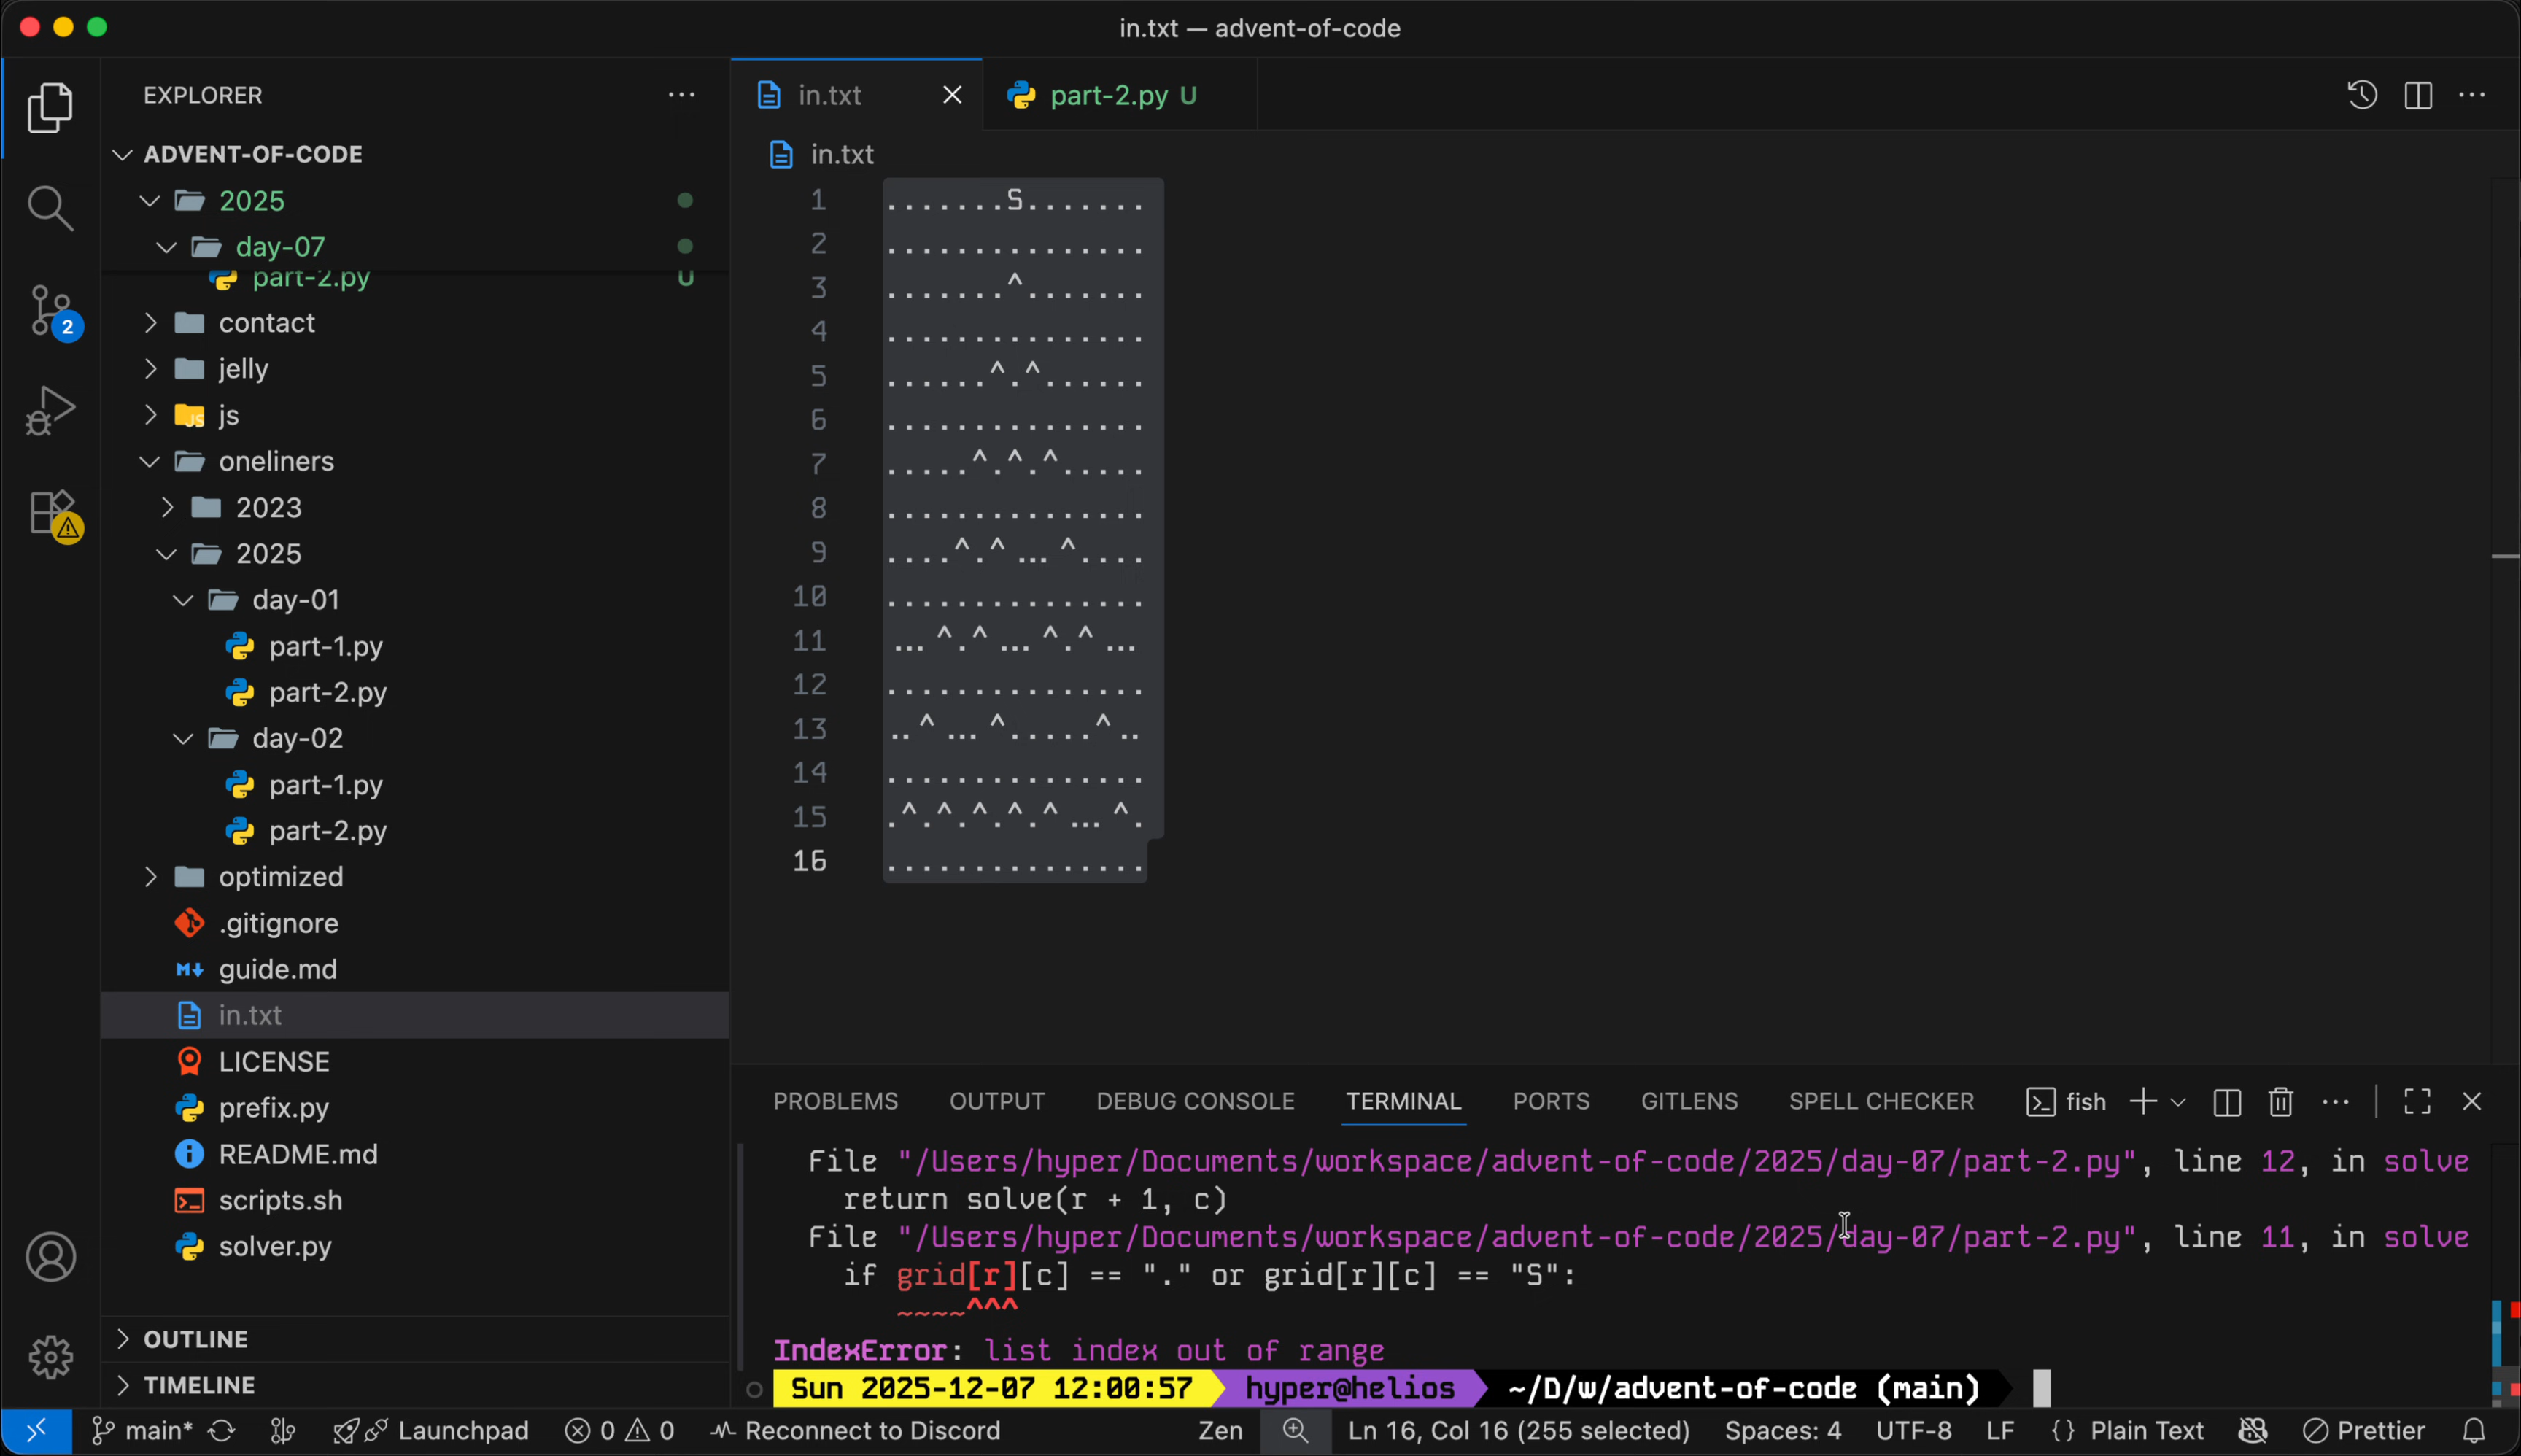 in.txt — advent-of-code
EXPLORER
ADVENT-OF-CODE
2025
day-07
part-2.py U
contact
jelly
js
oneliners
2023
2025
day-01
part-1.py
part-2.py
day-02
part-1.py
part-2.py
optimized
.gitignore
guide.md
in.txt
LICENSE
prefix.py
README.md
scripts.sh
solver.py
OUTLINE
TIMELINE
2
in.txt
part-2.py U
in.txt
1 .......S.......
2 ...............
3 .......^.......
4 ...............
5 ......^.^......
6 ...............
7 .....^.^.^.....
8 ...............
9 ....^.^...^....
10 ...............
11 ...^.^...^.^...
12 ...............
13 ..^...^.....^..
14 ...............
15 .^.^.^.^.^...^.
16 ...............
PROBLEMS OUTPUT DEBUG CONSOLE TERMINAL PORTS GITLENS SPELL CHECKER fish
File "/Users/hyper/Documents/workspace/advent-of-code/2025/day-07/part-2.py", line 12, in solve
return solve(r + 1, c)
File "/Users/hyper/Documents/workspace/advent-of-code/2025/day-07/part-2.py", line 11, in solve
if grid[r][c] == "." or grid[r][c] == "S":
~~~~^^^
IndexError: list index out of range
Sun 2025-12-07 12:00:57 hyper@helios ~/D/w/advent-of-code (main)
main* Launchpad 0 0 Reconnect to Discord Zen Ln 16, Col 16 (255 selected) Spaces: 4 UTF-8 LF {} Plain Text Prettier